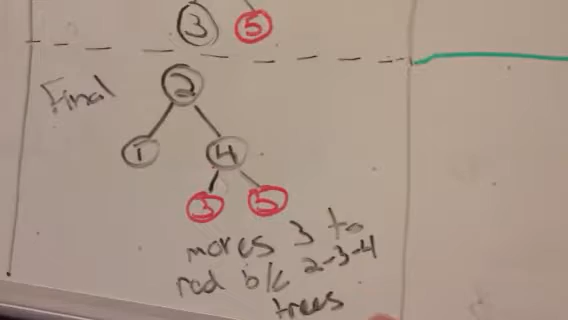 3 5
Final
2
1 4
3 5
moves 3 to
red b/c 2-3-4
trees